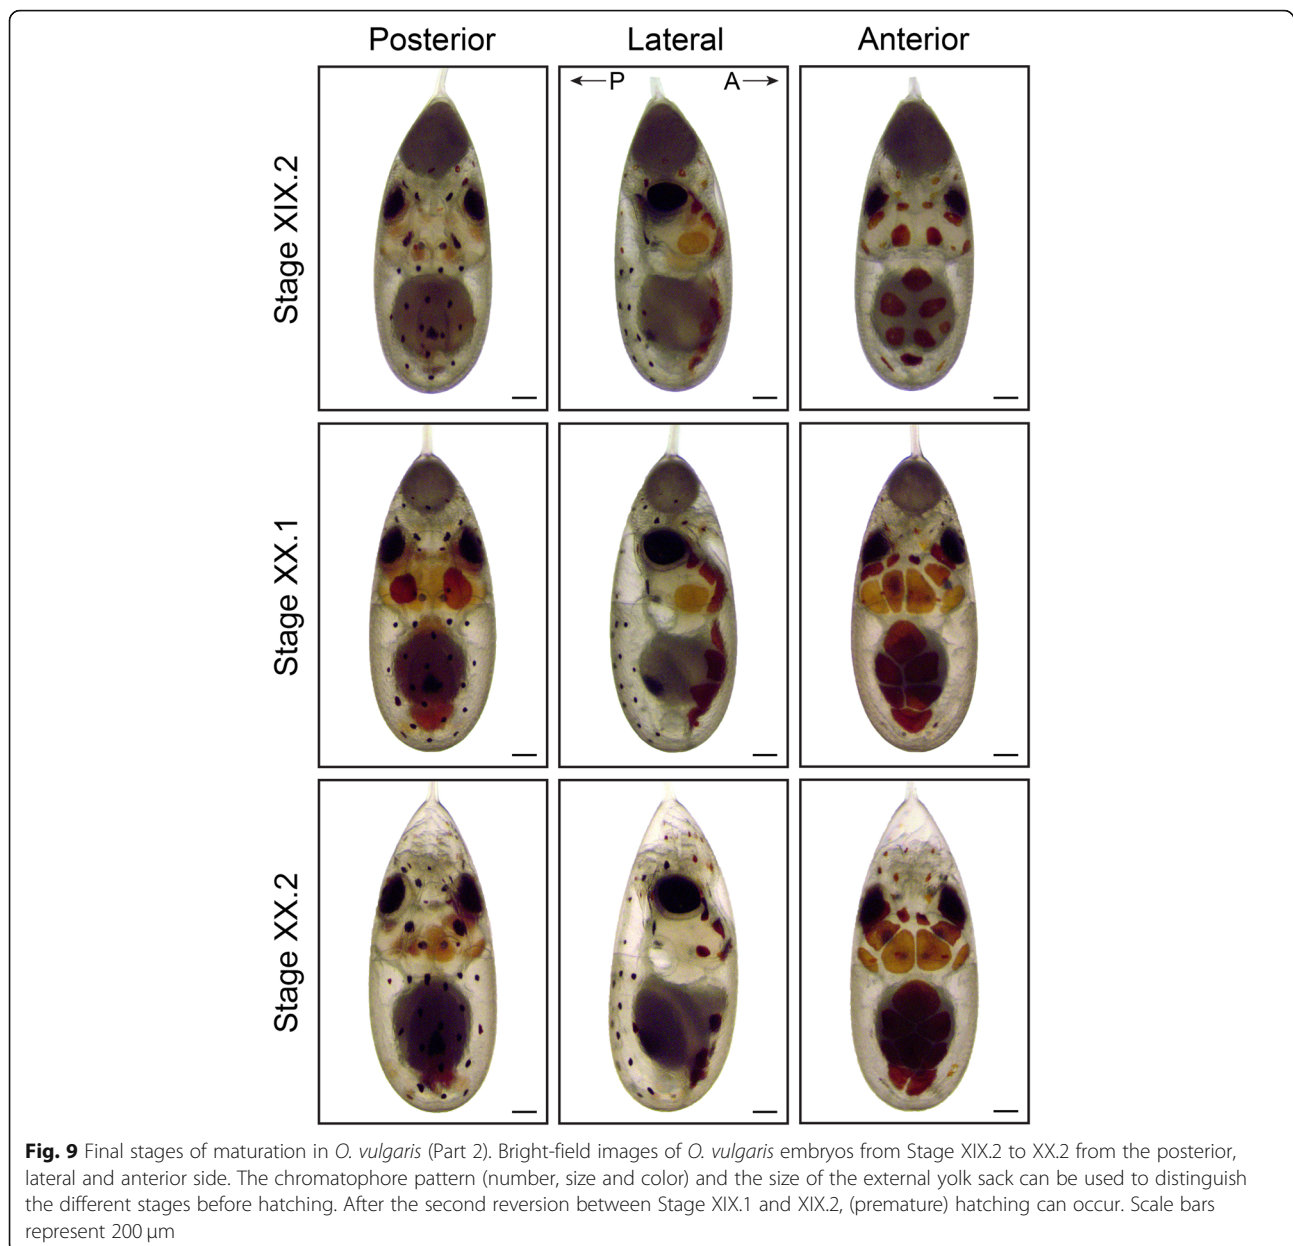 Posterior Lateral Anterior
←P A→
Stage XIX.2
Stage XX.1
Stage XX.2
Fig. 9 Final stages of maturation in O. vulgaris (Part 2). Bright-field images of O. vulgaris embryos from Stage XIX.2 to XX.2 from the posterior,
lateral and anterior side. The chromatophore pattern (number, size and color) and the size of the external yolk sack can be used to distinguish
the different stages before hatching. After the second reversion between Stage XIX.1 and XIX.2, (premature) hatching can occur. Scale bars
represent 200 μm